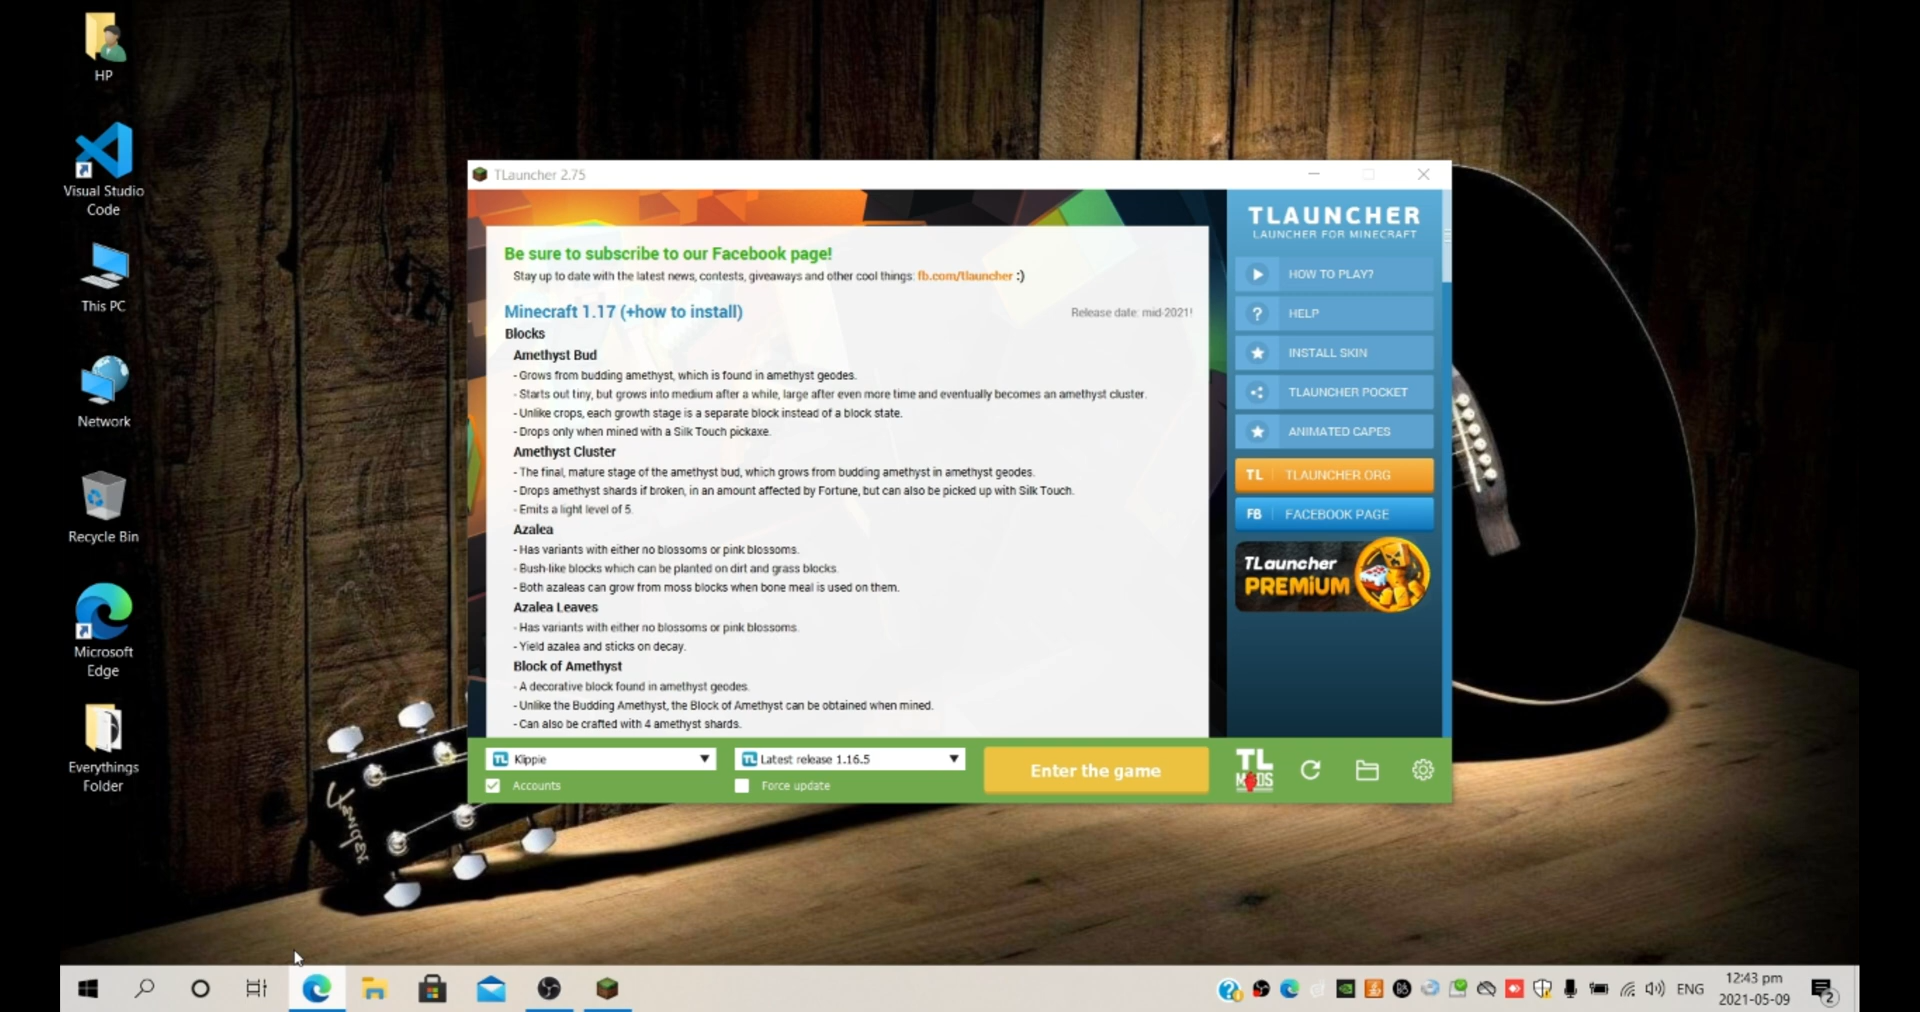 HP
Visual Studio
Code
This PC
Network
Recycle Bin
Microsoft
Edge
Everythings
Folder
TLauncher 2.75
Be sure to subscribe to our Facebook page!
Stay up to date with the latest news, contests, giveaways and other cool things: fb.com/tlauncher :)
Minecraft 1.17 (+how to install)
Release date: mid-2021!
Blocks
Amethyst Bud
- Grows from budding amethyst, which is found in amethyst geodes.
- Starts out tiny, but grows into medium after a while, large after even more time and eventually becomes an amethyst cluster.
- Unlike crops, each growth stage is a separate block instead of a block state.
- Drops only when mined with a Silk Touch pickaxe.
Amethyst Cluster
- The final, mature stage of the amethyst bud, which grows from budding amethyst in amethyst geodes.
- Drops amethyst shards if broken, in an amount affected by Fortune, but can also be picked up with Silk Touch.
- Emits a light level of 5.
Azalea
- Has variants with either no blossoms or pink blossoms.
- Bush-like blocks which can be planted on dirt and grass blocks.
- Both azaleas can grow from moss blocks when bone meal is used on them.
Azalea Leaves
- Has variants with either no blossoms or pink blossoms.
- Yield azalea and sticks on decay.
Block of Amethyst
- A decorative block found in amethyst geodes.
- Unlike the Budding Amethyst, the Block of Amethyst can be obtained when mined.
- Can also be crafted with 4 amethyst shards.
TLAUNCHER
LAUNCHER FOR MINECRAFT
HOW TO PLAY?
? HELP
INSTALL SKIN
TLAUNCHER POCKET
ANIMATED CAPES
TL TLAUNCHER.ORG
FB FACEBOOK PAGE
TLauncher
PREMIUM
TL Klippie
TL Latest release 1.16.5
Accounts
Force update
Enter the game
TL
MODS
ENG
12:43 pm
2021-05-09
2